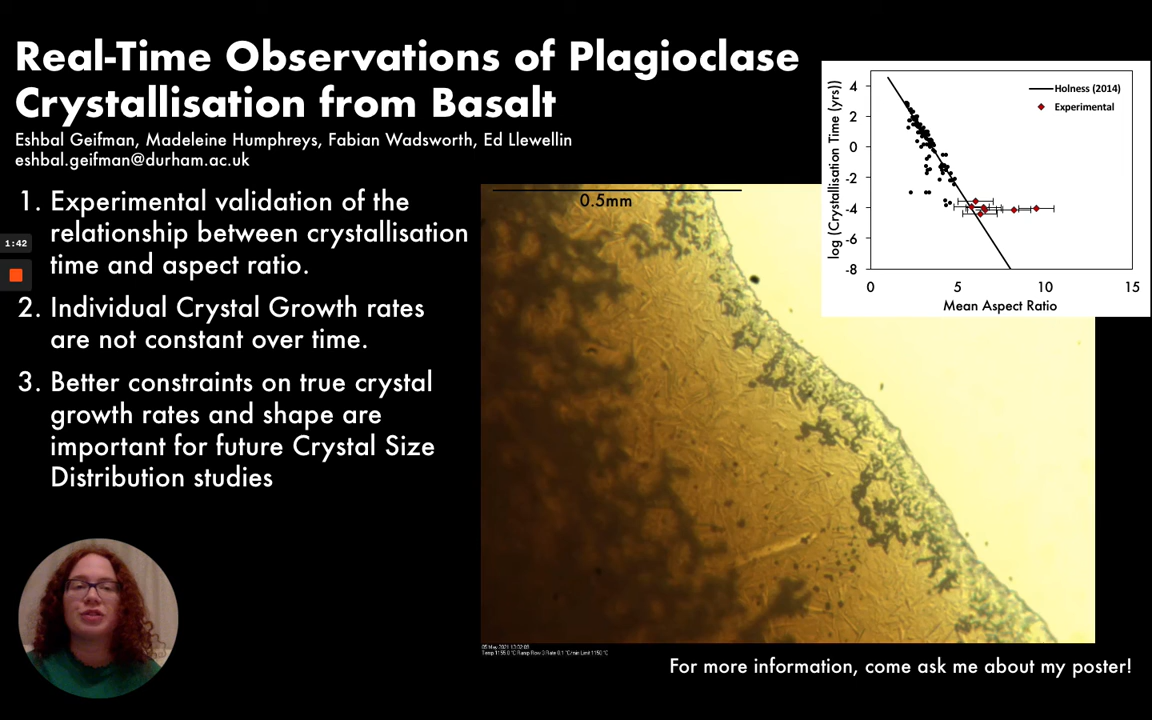 Real-Time Observations of Plagioclase
Crystallisation from Basalt
Eshbal Geifman, Madeleine Humphreys, Fabian Wadsworth, Ed Llewellin
eshbal.geifman@durham.ac.uk
1. Experimental validation of the
relationship between crystallisation
time and aspect ratio.
2. Individual Crystal Growth rates
are not constant over time.
3. Better constraints on true crystal
growth rates and shape are
important for future Crystal Size
Distribution studies
1:42
0.5mm
log (Crystallisation Time (yrs))
4
2
0
-2
-4
-6
-8
0 5 10 15
Mean Aspect Ratio
Holness (2014)
Experimental
For more information, come ask me about my poster!